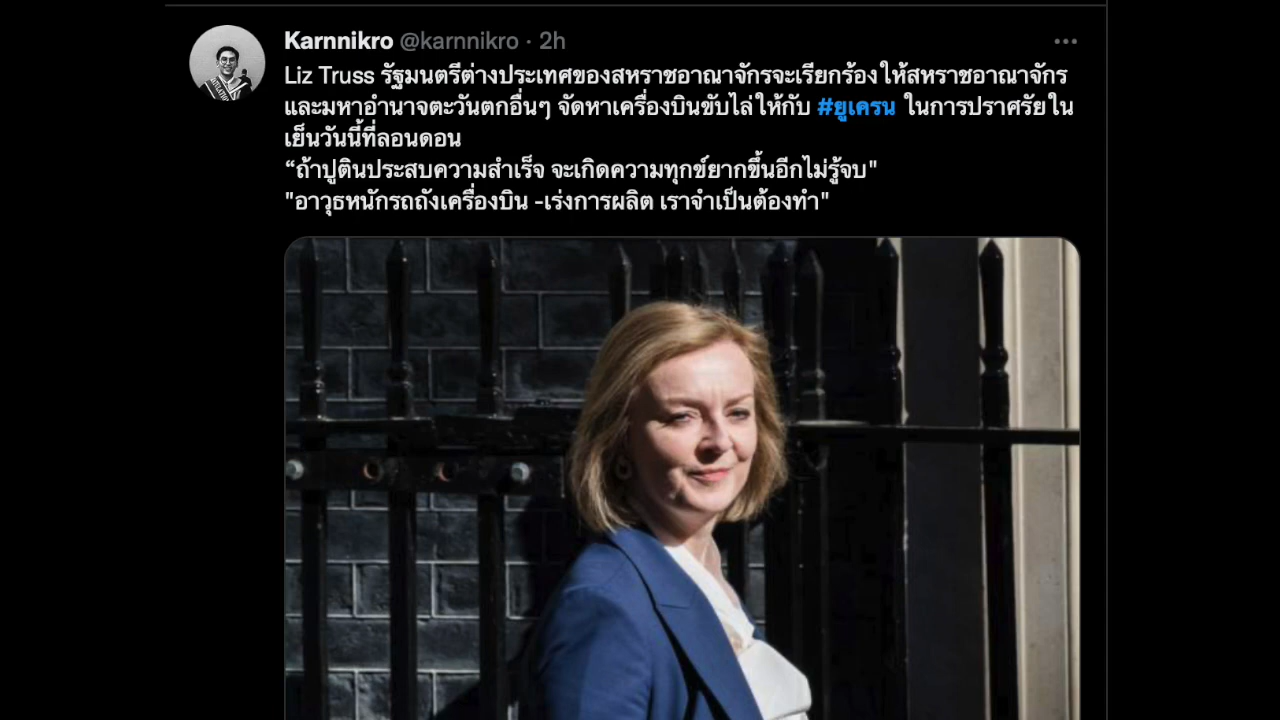 Karnnikro @karnnikro · 2h
Liz Truss รัฐมนตรีต่างประเทศของสหราชอาณาจักรจะเรียกร้องให้สหราชอาณาจักร
และมหาอำนาจตะวันตกอื่นๆ จัดหาเครื่องบินขับไล่ให้กับ #ยูเครน ในการปราศรัยใน
เย็นวันนี้ที่ลอนดอน
“ถ้าปูตินประสบความสำเร็จ จะเกิดความทุกข์ยากขึ้นอีกไม่รู้จบ"
"อาวุธหนักรถถังเครื่องบิน -เร่งการผลิต เราจำเป็นต้องทำ"